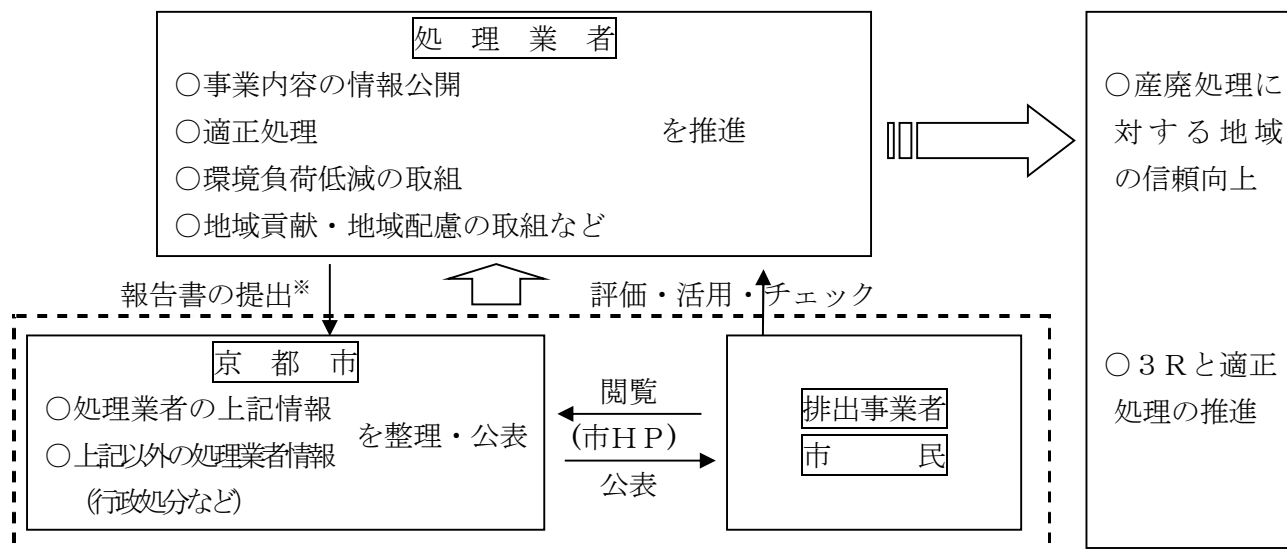 処理業者
○事業内容の情報公開
○適正処理
を推進
○環境負荷低減の取組
○地域貢献・地域配慮の取組など
○産廃処理に
対する地域
の信頼向上
○３Ｒと適正
処理の推進
報告書の提出※
評価・活用・チェック
京都市
○処理業者の上記情報
○上記以外の処理業者情報
(行政処分など)
を整理・公表
閲覧
(市ＨＰ)
公表
排出事業者
市民